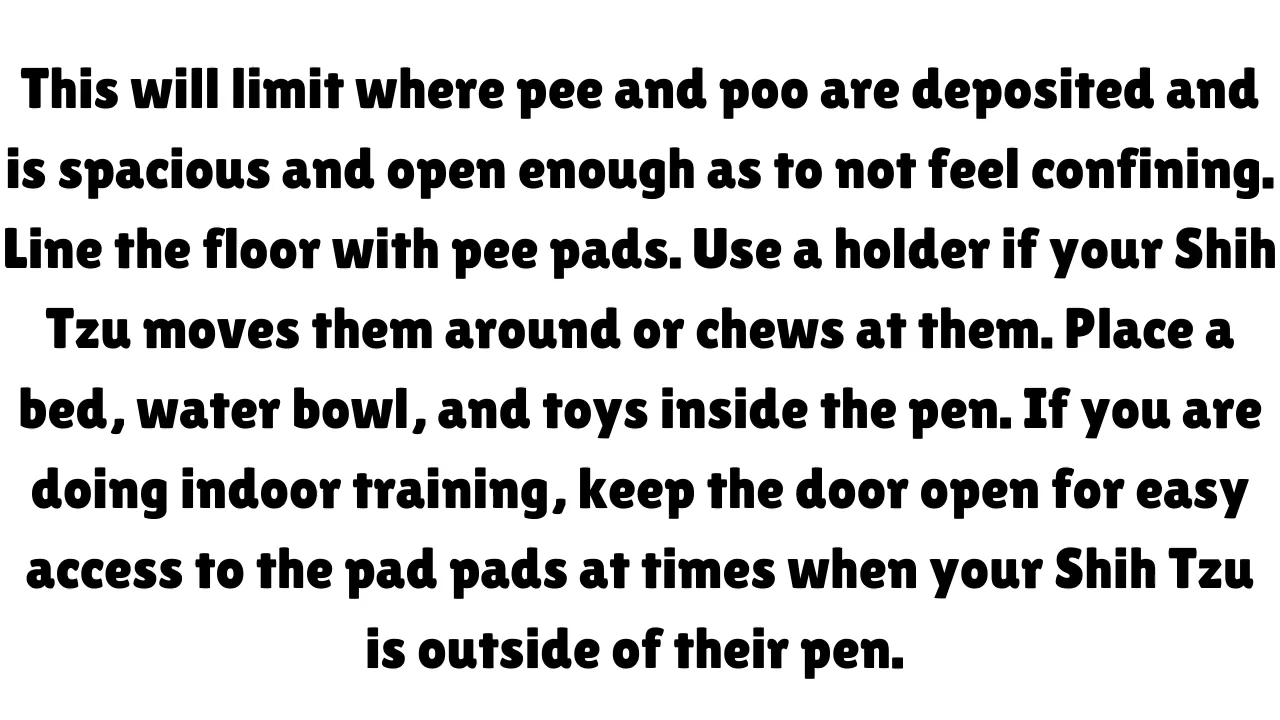 This will limit where pee and poo are deposited and
is spacious and open enough as to not feel confining.
Line the floor with pee pads. Use a holder if your Shih
Tzu moves them around or chews at them. Place a
bed, water bowl, and toys inside the pen. If you are
doing indoor training, keep the door open for easy
access to the pad pads at times when your Shih Tzu
is outside of their pen.